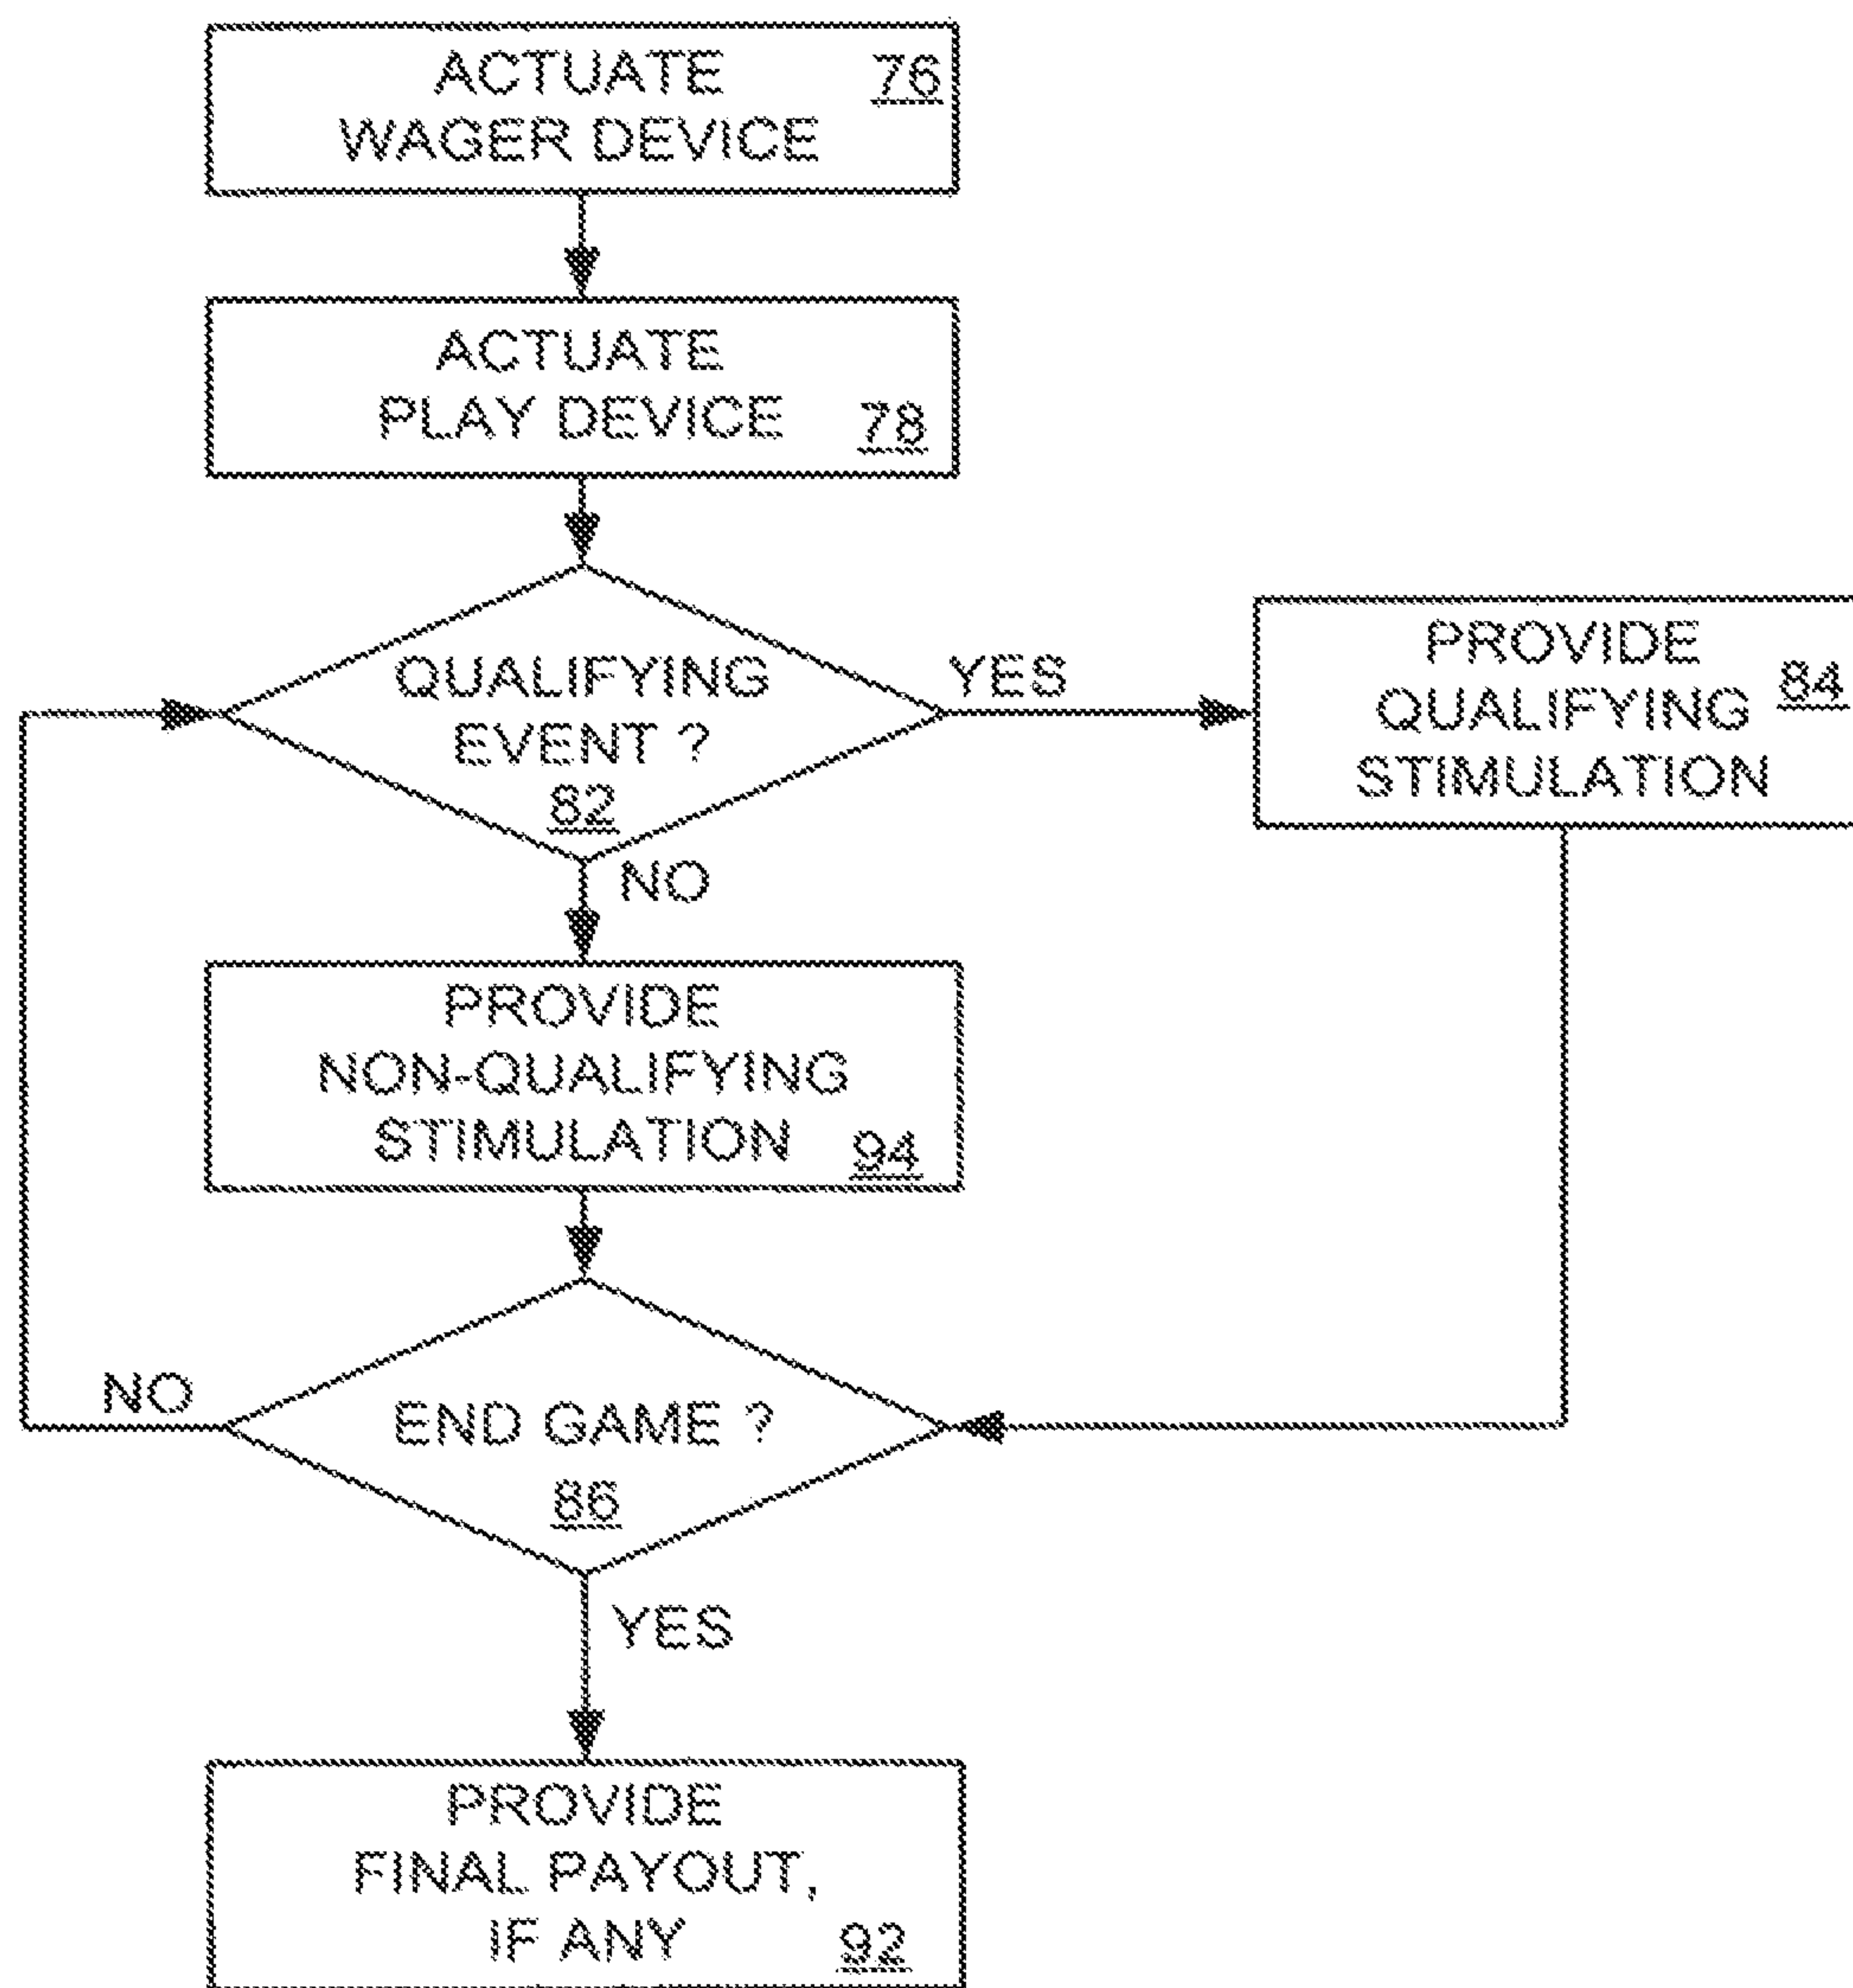 ACTUATE 76
WAGER DEVICE
ACTUATE
PLAY DEVICE 78
QUALIFYING
EVENT ?
82
YES
PROVIDE
QUALIFYING 84
STIMULATION
NO
PROVIDE
NON-QUALIFYING
STIMULATION 94
NO
END GAME ?
86
YES
PROVIDE
FINAL PAYOUT,
IF ANY 92